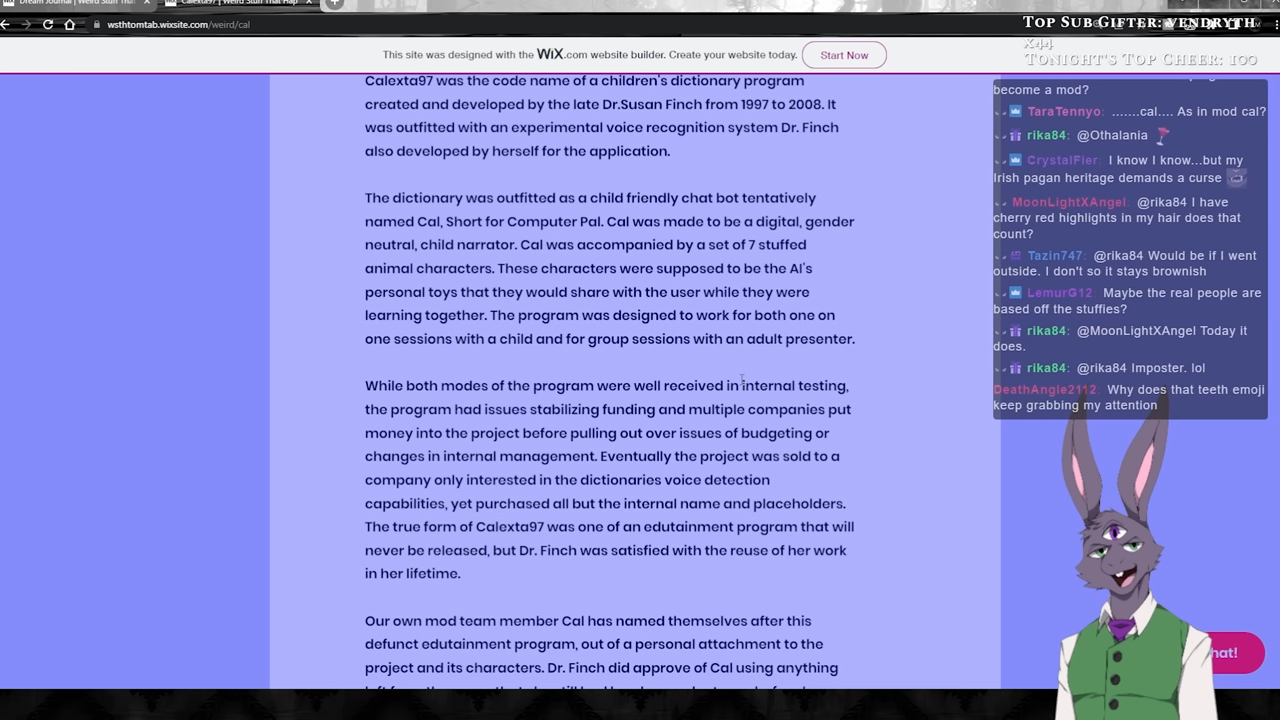 Dream Journal | Weird Stuff Tha
Calexta97 | Weird Stuff That Hap
wsthtomtab.wixsite.com/weird/cal
This site was designed with the WiX.com website builder. Create your website today.
Start Now
Top Sub Gifter: vendryth
x44
Tonight's Top Cheer: 100
Calexta97 was the code name of a children's dictionary program
created and developed by the late Dr.Susan Finch from 1997 to 2008. It
was outfitted with an experimental voice recognition system Dr. Finch
also developed by herself for the application.
The dictionary was outfitted as a child friendly chat bot tentatively
named Cal, Short for Computer Pal. Cal was made to be a digital, gender
neutral, child narrator. Cal was accompanied by a set of 7 stuffed
animal characters. These characters were supposed to be the AI's
personal toys that they would share with the user while they were
learning together. The program was designed to work for both one on
one sessions with a child and for group sessions with an adult presenter.
While both modes of the program were well received in internal testing,
the program had issues stabilizing funding and multiple companies put
money into the project before pulling out over issues of budgeting or
changes in internal management. Eventually the project was sold to a
company only interested in the dictionaries voice detection
capabilities, yet purchased all but the internal name and placeholders.
The true form of Calexta97 was one of an edutainment program that will
never be released, but Dr. Finch was satisfied with the reuse of her work
in her lifetime.
Our own mod team member Cal has named themselves after this
defunct edutainment program, out of a personal attachment to the
project and its characters. Dr. Finch did approve of Cal using anything
become a mod?
TaraTennyo: .......cal.... As in mod cal?
rika84: @Othalania
CrystalFier: I know I know...but my
Irish pagan heritage demands a curse
MoonLightXAngel: @rika84 I have
cherry red highlights in my hair does that
count?
Tazin747: @rika84 Would be if I went
outside. I don't so it stays brownish
LemurG12: Maybe the real people are
based off the stuffies?
rika84: @MoonLightXAngel Today it
does.
rika84: @rika84 Imposter. lol
DeathAngle2112: Why does that teeth emoji
keep grabbing my attention
hat!